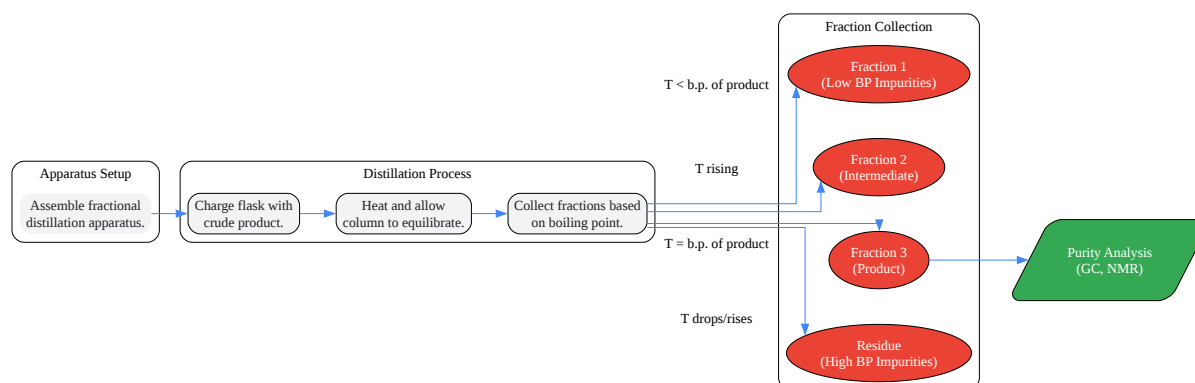 Apparatus Setup
Assemble fractional
distillation apparatus.
Distillation Process
Charge flask with
crude product.
Heat and allow
column to equilibrate.
Collect fractions based
on boiling point.
T < b.p. of product
T rising
T = b.p. of product
T drops/rises
Fraction Collection
Fraction 1
(Low BP Impurities)
Fraction 2
(Intermediate)
Fraction 3
(Product)
Residue
(High BP Impurities)
Purity Analysis
(GC, NMR)